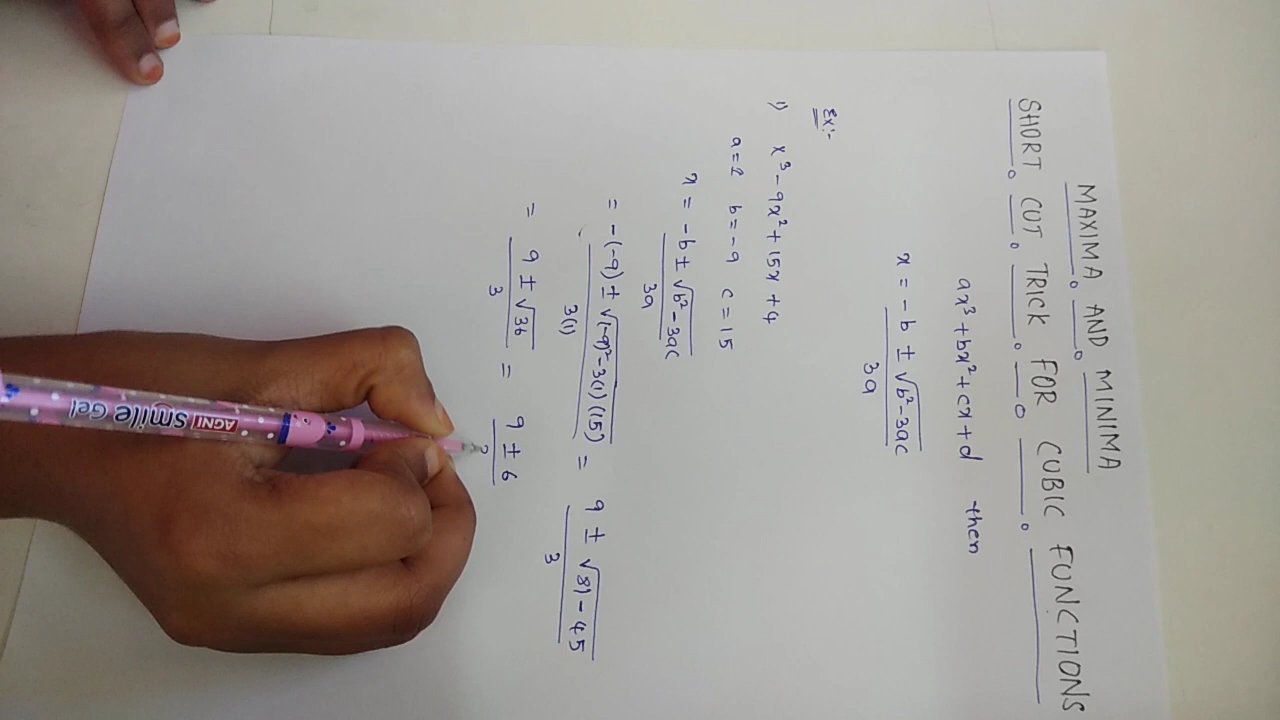 MAXIMA AND MINIMA
SHORT CUT TRICK FOR CUBIC FUNCTIONS
ax³ + bx² + cx + d then
x = -b ± √b² - 3ac
3a
Ex:-
1) x³ - 9x² + 15x + 4
a = 1 b = -9 c = 15
x = -b ± √b² - 3ac
3a
= -(-9) ± √(-9)² - 3(1)(15) = 9 ± √81 - 45
3(1) 3
= 9 ± √36 = 9 ± 6
3
AGNI smile Gel